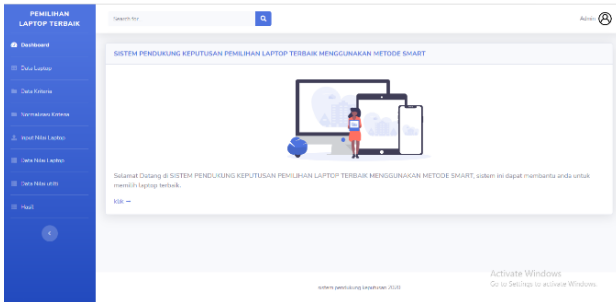 PEMILIHAN
LAPTOP TERBAIK
Search for
Admin
Dashboard
Data Laptop
Data Kriteria
Normalisasi Kriteria
Input Nilai Laptop
Data Nilai Laptop
Data Nilai utiliti
Hasil
SISTEM PENDUKUNG KEPUTUSAN PEMILIHAN LAPTOP TERBAIK MENGGUNAKAN METODE SMART
Selamat Datang di SISTEM PENDUKUNG KEPUTUSAN PEMILIHAN LAPTOP TERBAIK MENGGUNAKAN METODE SMART, sistem ini dapat membantu anda untuk
memilih laptop terbaik.
Klik →
sistem pendukung keputusan 2020
Activate Windows
Go to Settings to activate Windows.